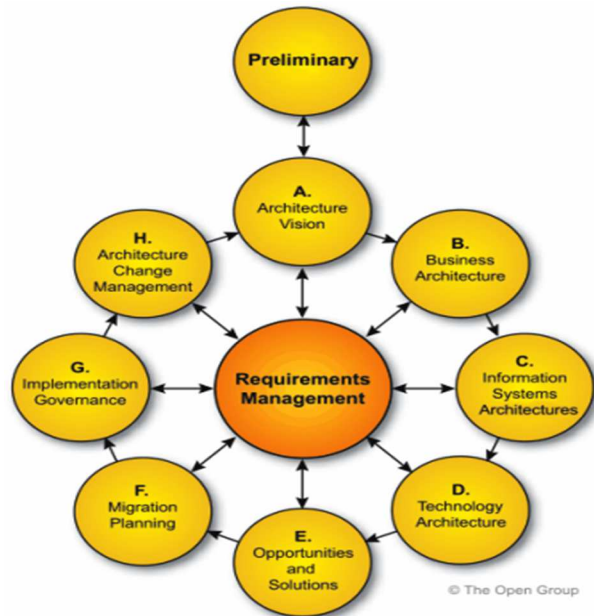 Preliminary
A.
Architecture
Vision
B.
Business
Architecture
C.
Information
Systems
Architectures
D.
Technology
Architecture
E.
Opportunities
and
Solutions
F.
Migration
Planning
G.
Implementation
Governance
H.
Architecture
Change
Management
Requirements
Management
© The Open Group